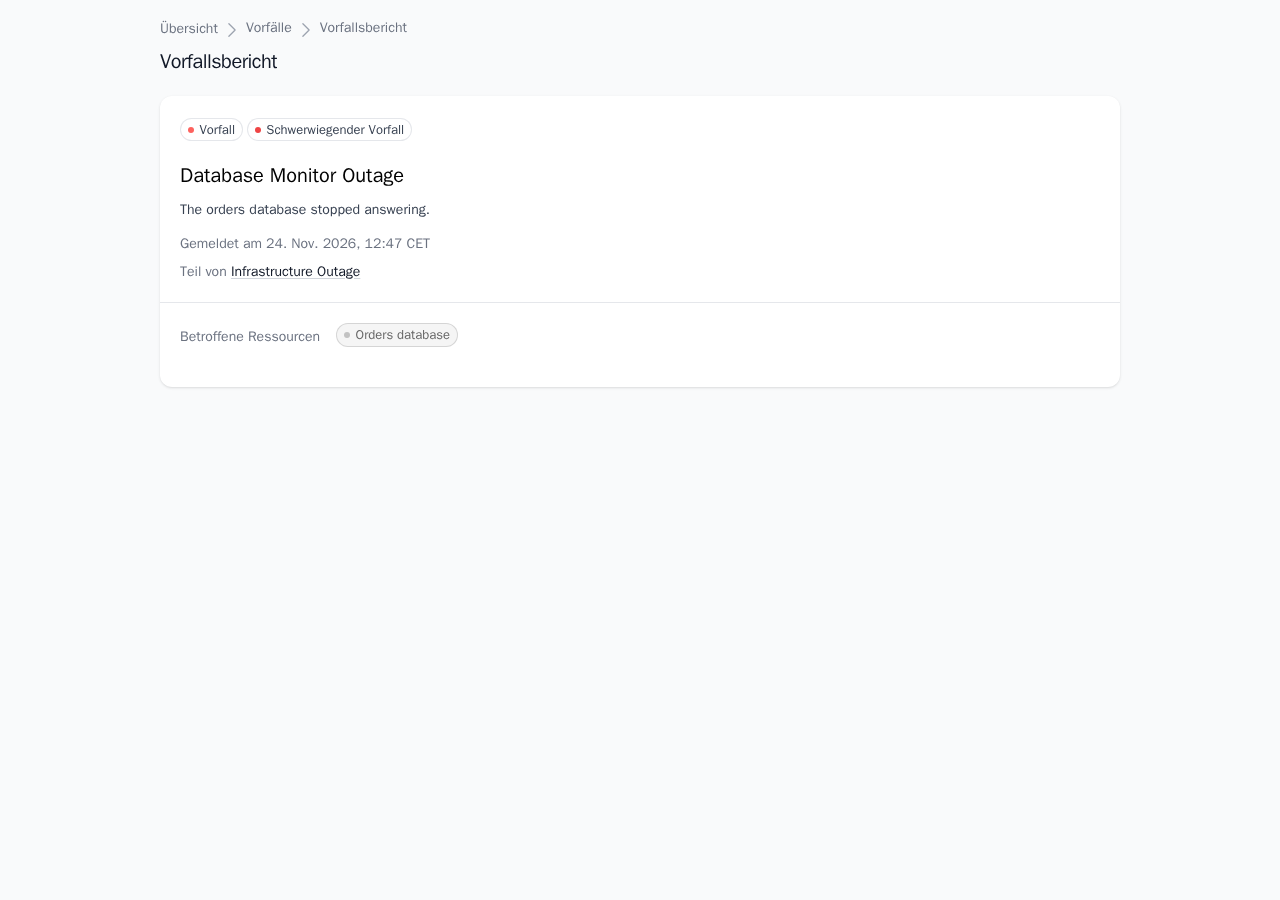 Übersicht Vorfälle Vorfallsbericht
Vorfallsbericht
Vorfall Schwerwiegender Vorfall
Database Monitor Outage
The orders database stopped answering.
Gemeldet am 24. Nov. 2026, 12:47 CET
Teil von Infrastructure Outage
Betroffene Ressourcen Orders database